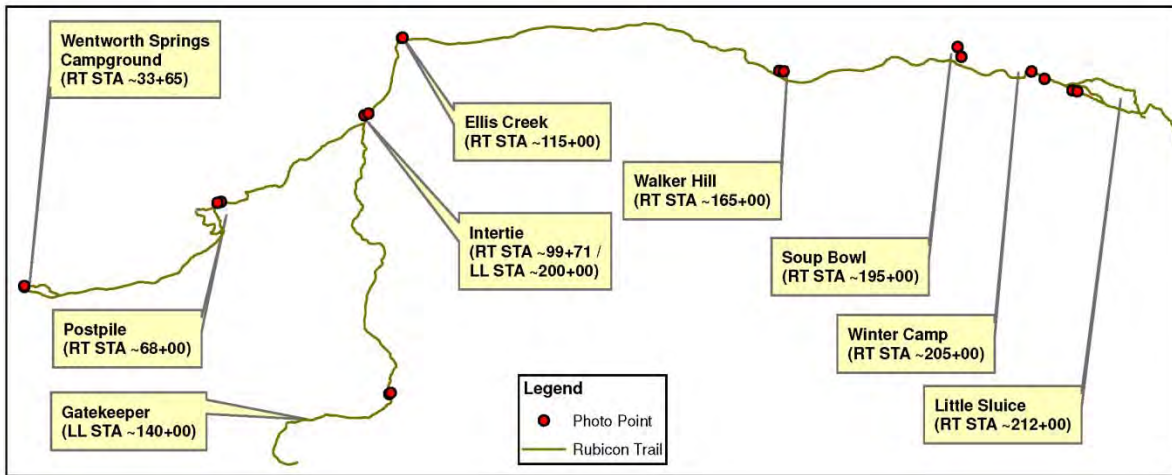 Wentworth Springs
Campground
(RT STA ~33+65)
Ellis Creek
(RT STA ~115+00)
Walker Hill
(RT STA ~165+00)
Intertie
(RT STA ~99+71 /
LL STA ~200+00)
Soup Bowl
(RT STA ~195+00)
Postpile
(RT STA ~68+00)
Winter Camp
(RT STA ~205+00)
Gatekeeper
(LL STA ~140+00)
Little Sluice
(RT STA ~212+00)
Legend
Photo Point
Rubicon Trail